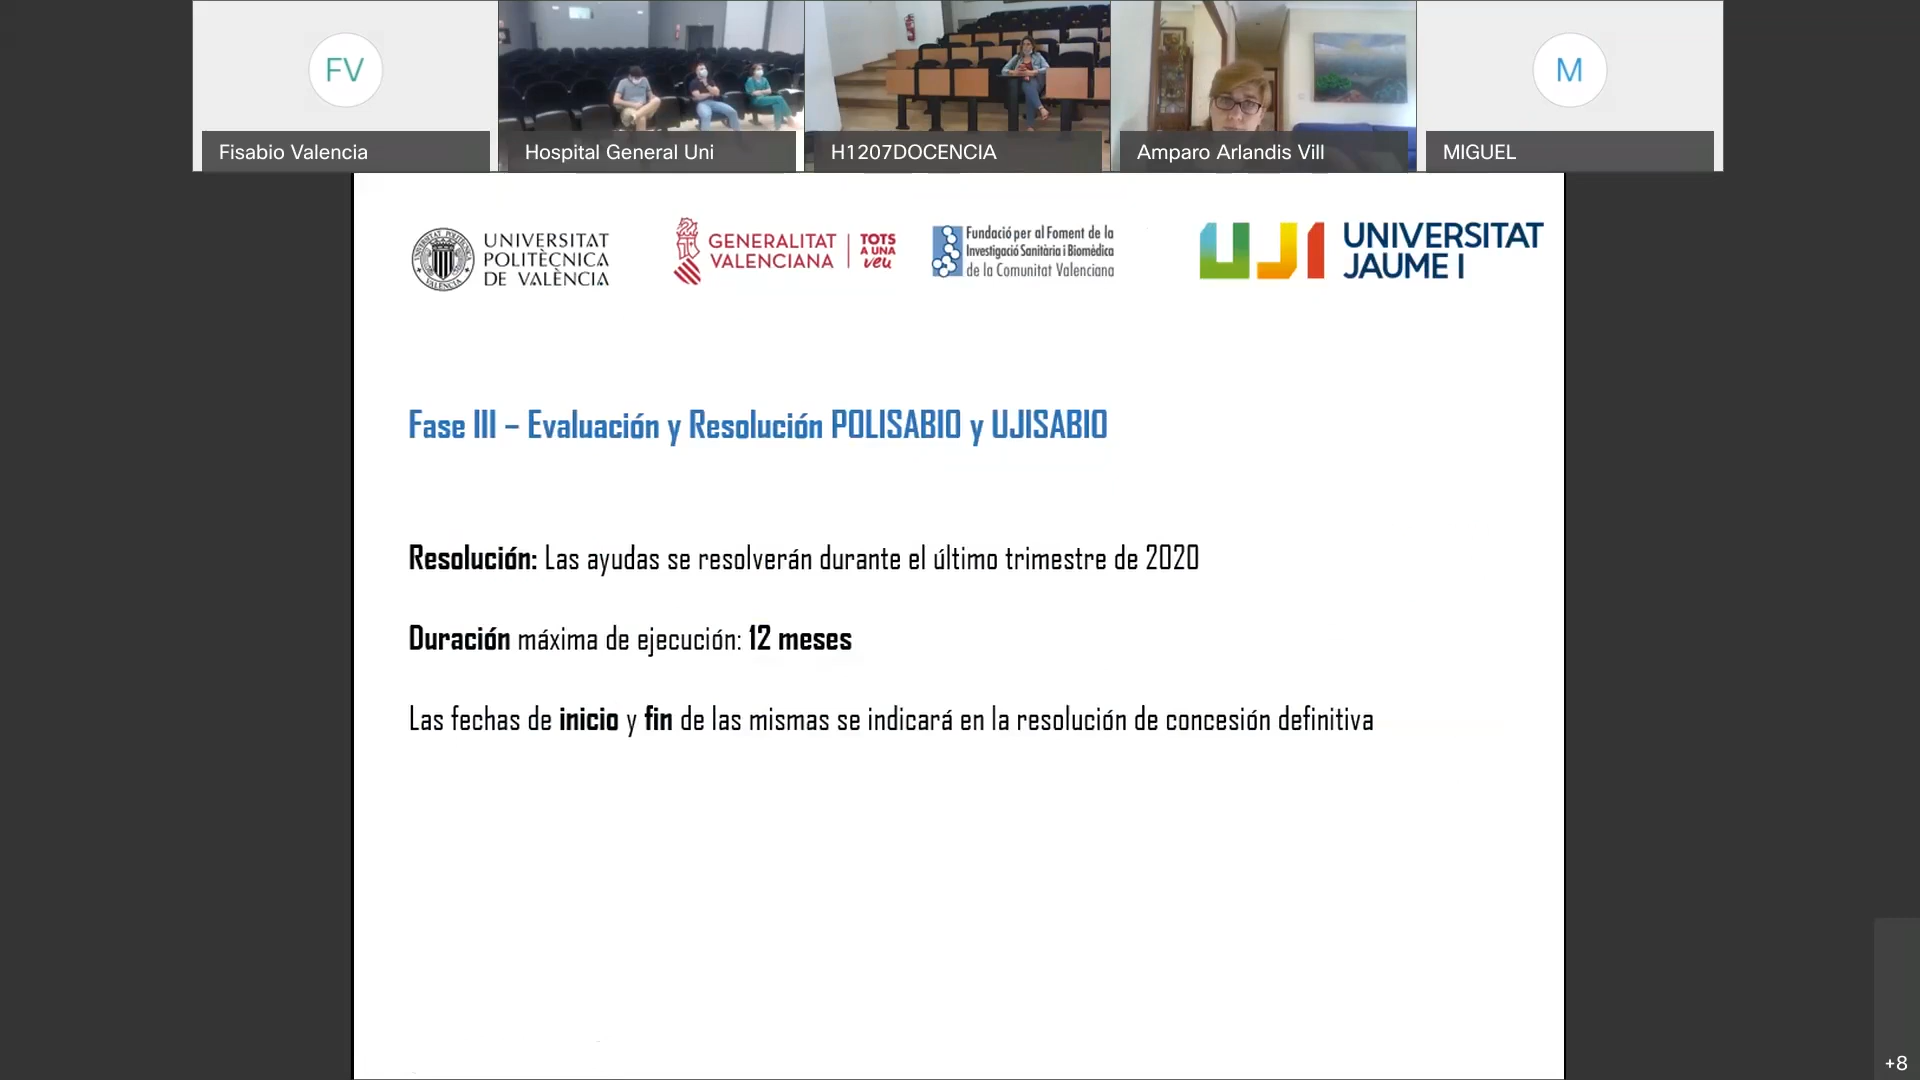 FV
M
Fisabio Valencia
Hospital General Uni
H1207DOCENCIA
Amparo Arlandis Vill
MIGUEL
UNIVERSITAT
POLITÈCNICA
DE VALÈNCIA
GENERALITAT
VALENCIANA
TOTS
A UNA
veu
Fundació per al Foment de la
Investigació Sanitària i Biomèdica
de la Comunitat Valenciana
UJI
UNIVERSITAT
JAUME I
Fase III – Evaluación y Resolución POLISABIO y UJISABIO
Resolución: Las ayudas se resolverán durante el último trimestre de 2020
Duración máxima de ejecución: 12 meses
Las fechas de inicio y fin de las mismas se indicará en la resolución de concesión definitiva
+8